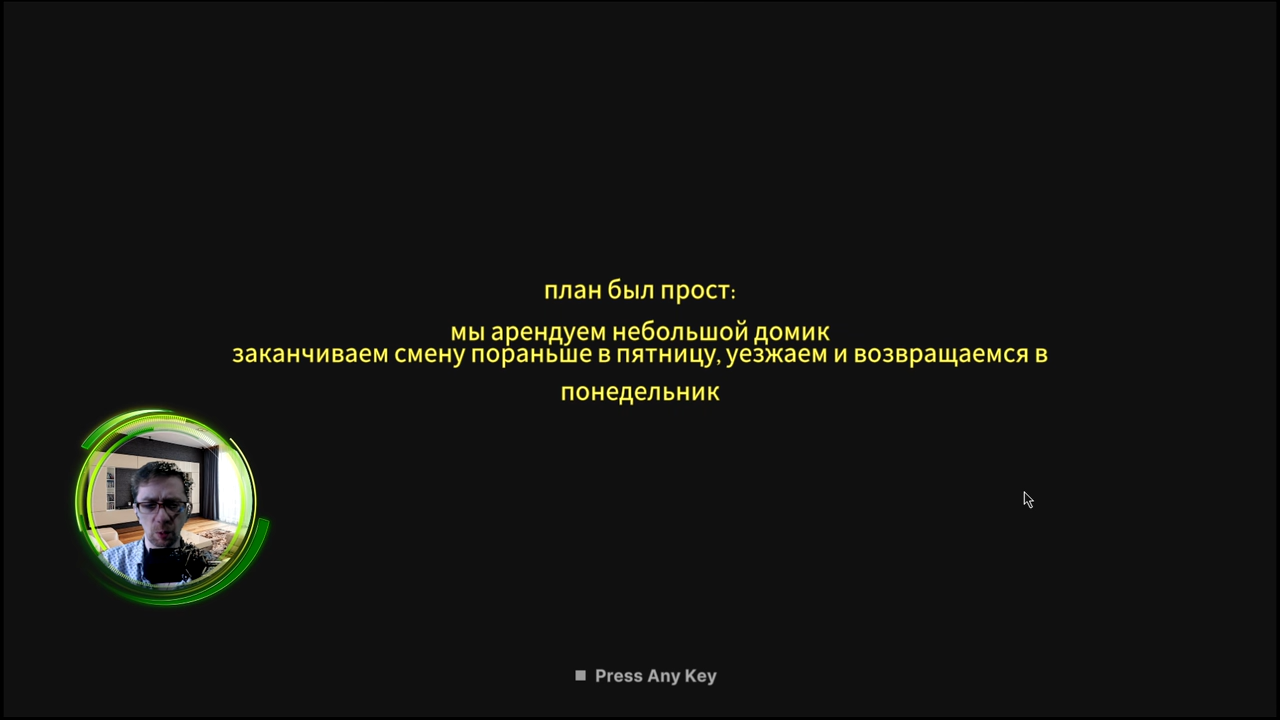 план был прост:
мы арендуем небольшой домик
заканчиваем смену пораньше в пятницу, уезжаем и возвращаемся в
понедельник
Press Any Key